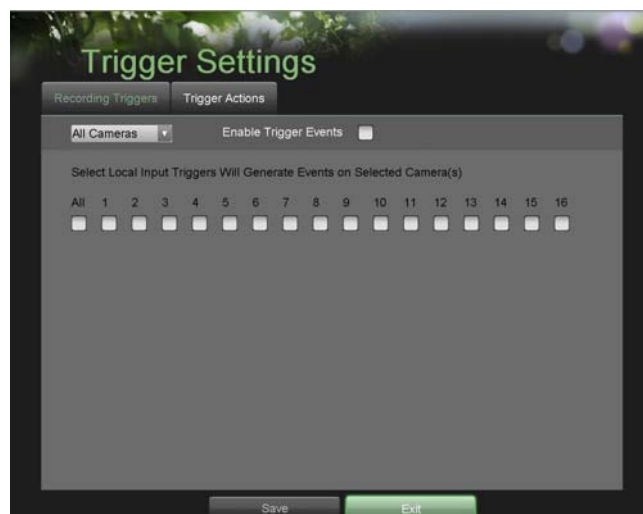 Trigger Settings
Recording Triggers Trigger Actions
All Cameras Enable Trigger Events
Select Local Input Triggers Will Generate Events on Selected Camera(s)
All 1 2 3 4 5 6 7 8 9 10 11 12 13 14 15 16
Save Exit